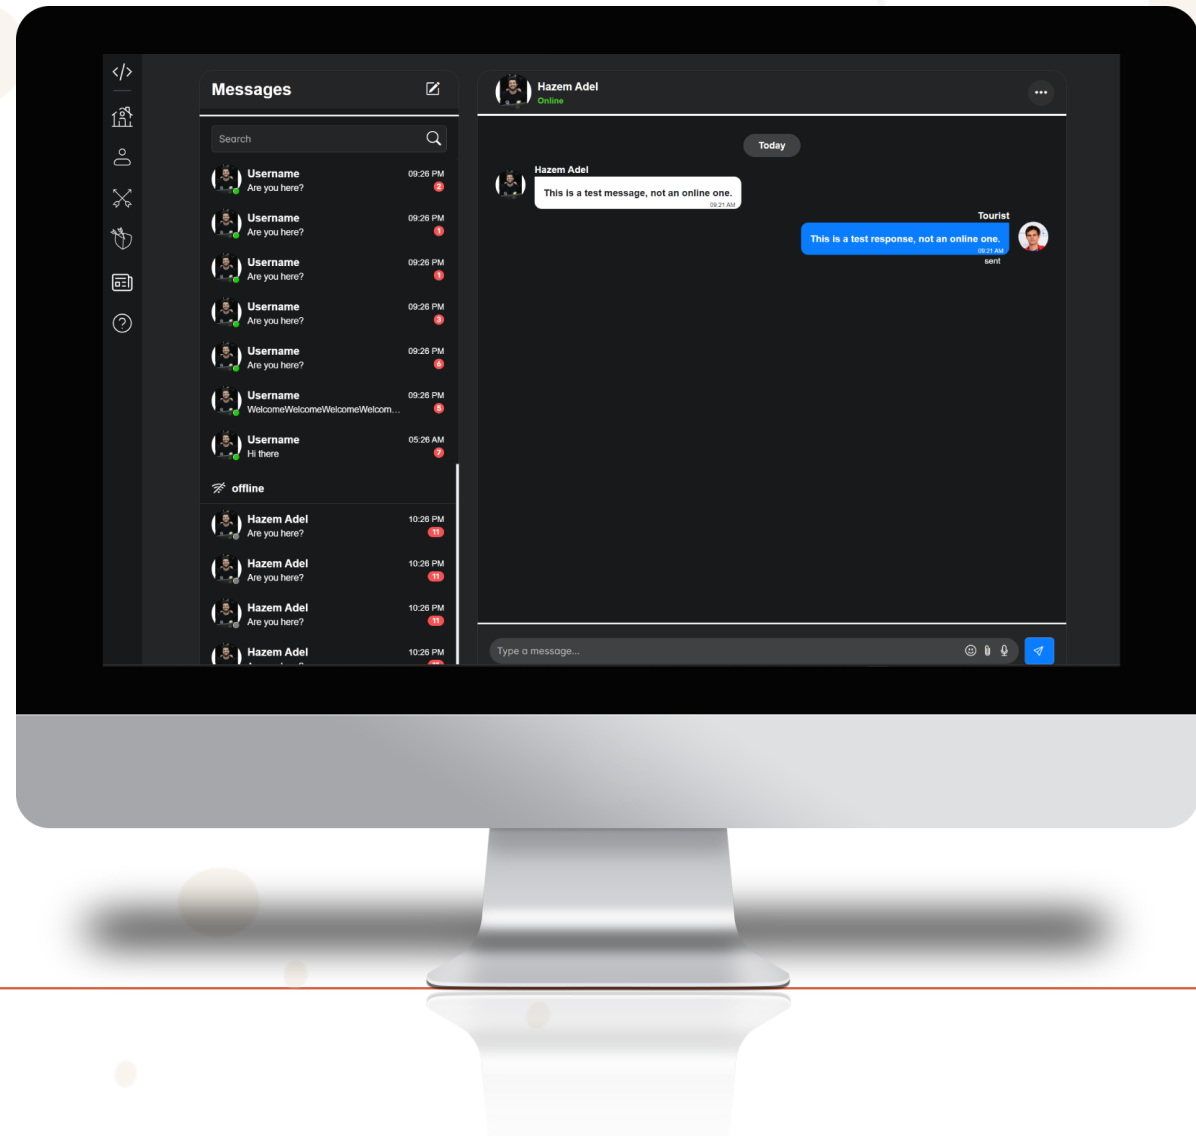 Messages
Search
Username
09:26 PM
Are you here?
2
Username
09:26 PM
Are you here?
1
Username
09:26 PM
Are you here?
1
Username
09:26 PM
Are you here?
3
Username
09:26 PM
Are you here?
6
Username
09:26 PM
WelcomeWelcomeWelcomeWelcom...
5
Username
05:26 AM
Hi there
7
offline
Hazem Adel
10:26 PM
Are you here?
11
Hazem Adel
10:26 PM
Are you here?
11
Hazem Adel
10:26 PM
Are you here?
11
Hazem Adel
10:26 PM
Hazem Adel
Online
Today
Hazem Adel
This is a test message, not an online one.
09:21 AM
Tourist
This is a test response, not an online one.
09:21 AM
sent
Type a message...